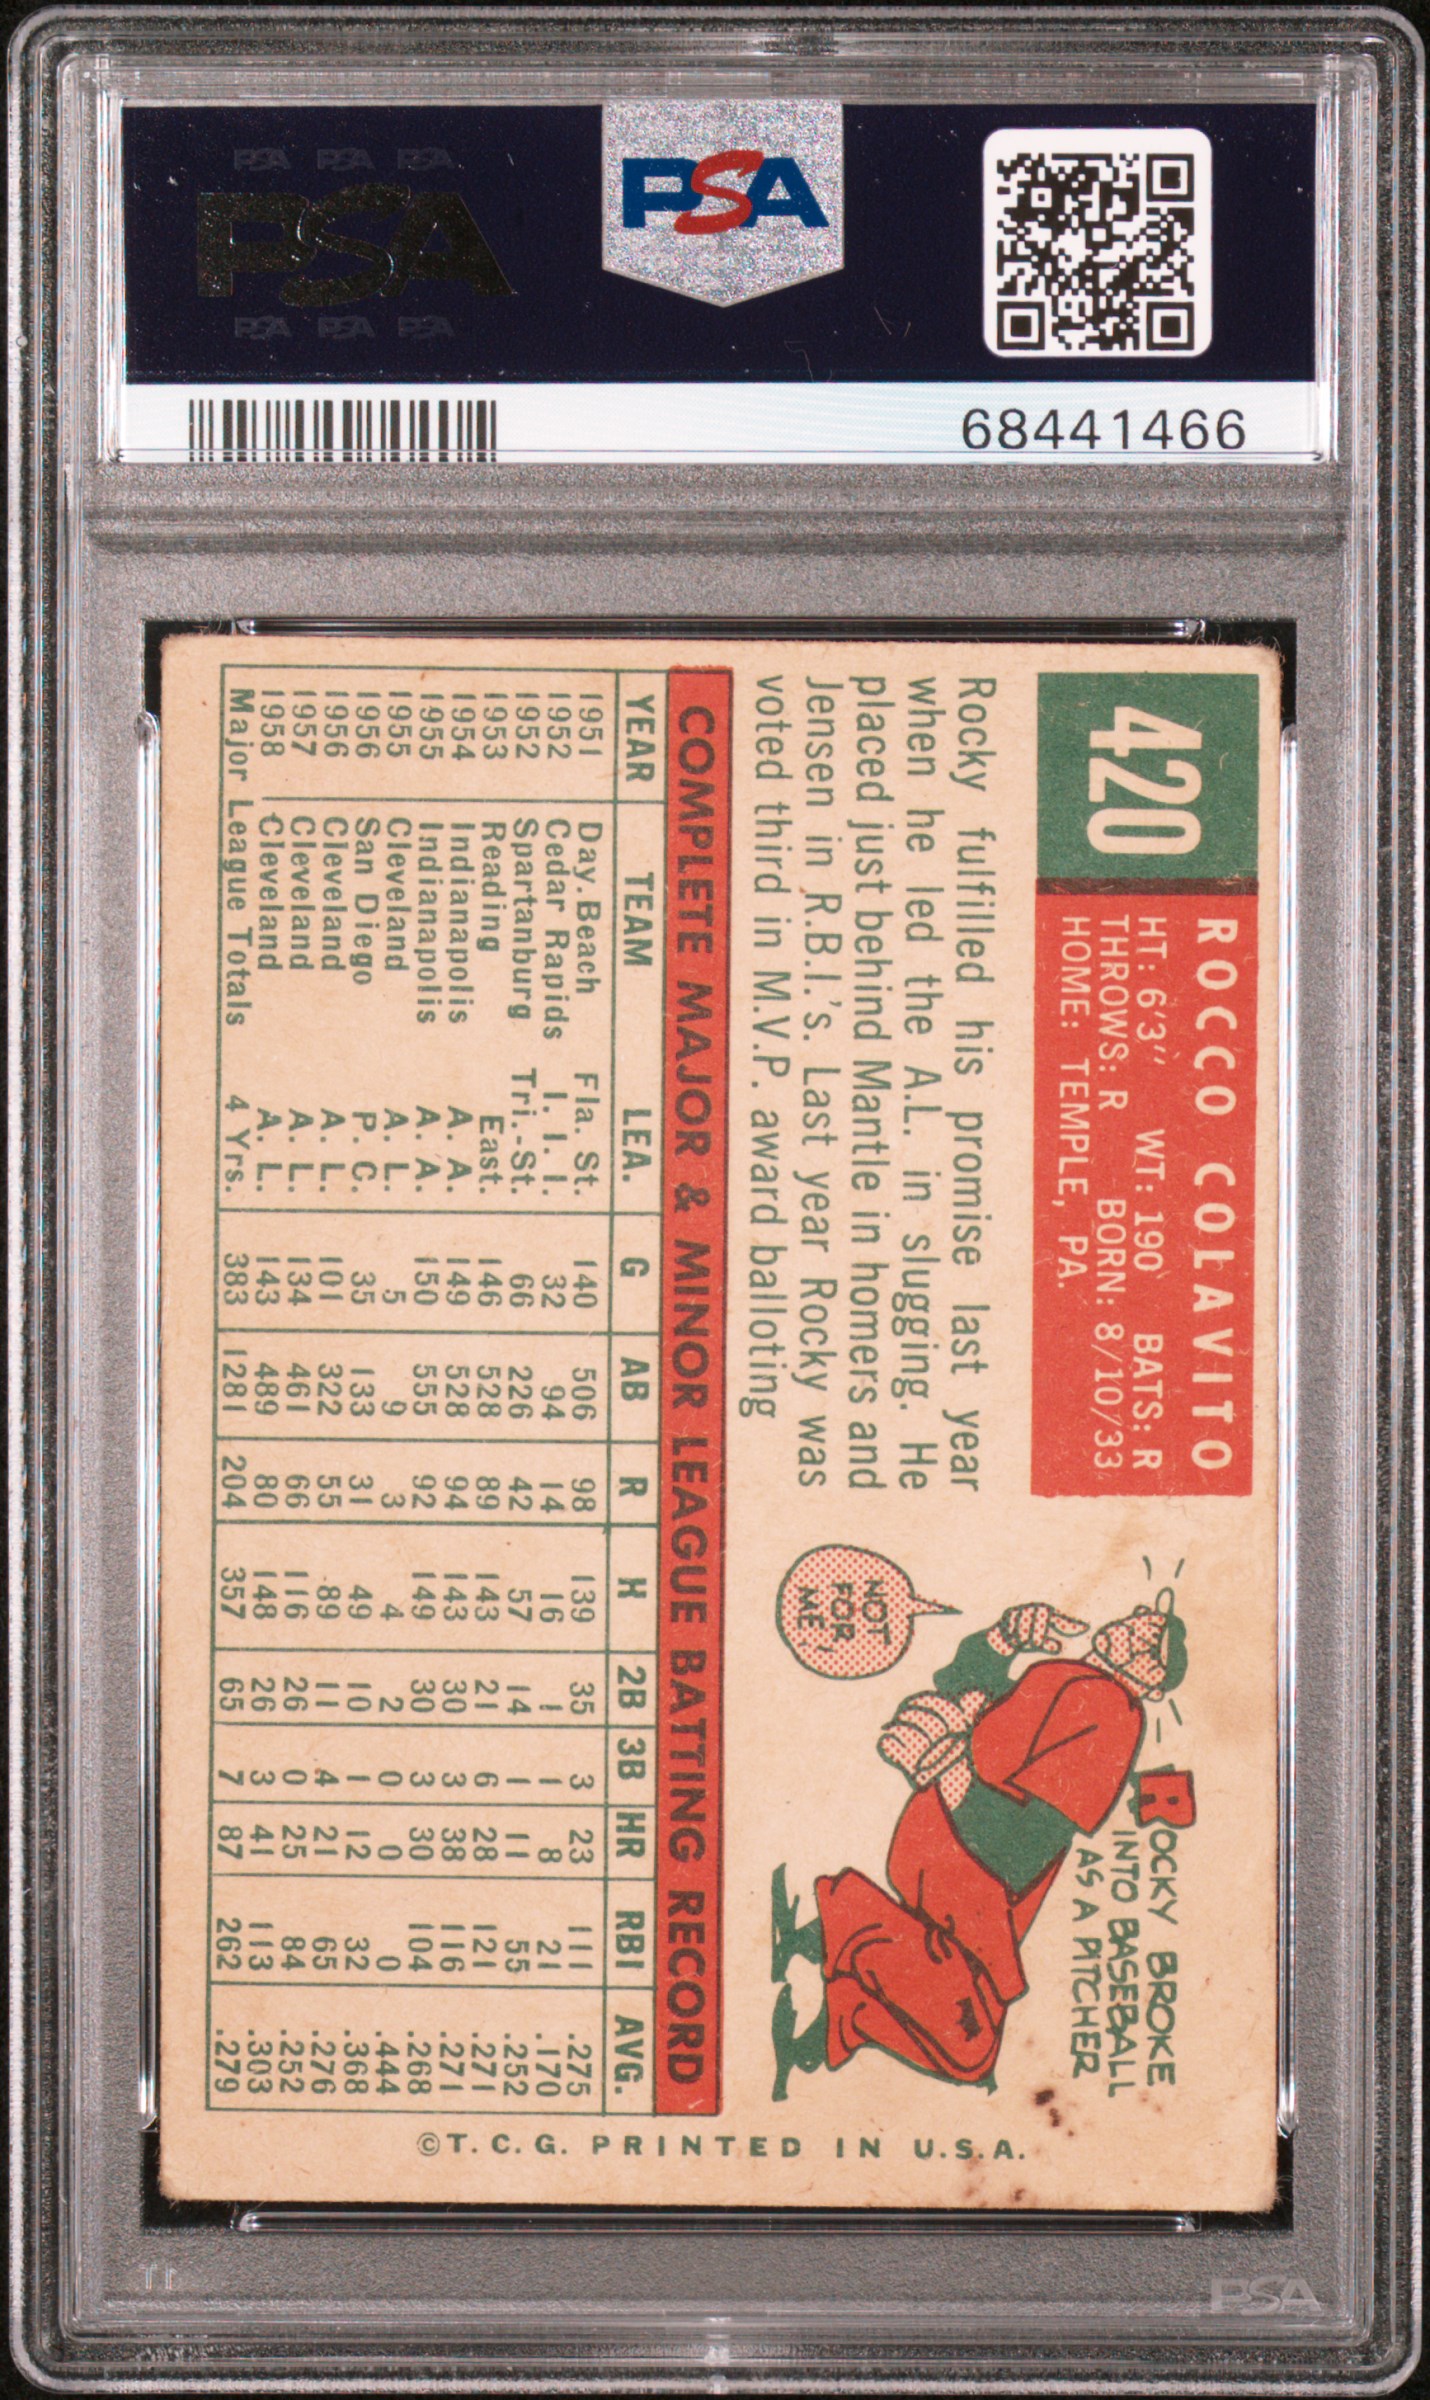 PSA PSA PSA
PSA
PSA PSA PSA
PSA
68441466
420
ROCCO COLAVITO
HT: 6'3" WT: 190 BATS: R
THROWS: R BORN: 8/10/33
HOME: TEMPLE, PA.
Rocky fulfilled his promise last year
when he led the A.L. in slugging. He
placed just behind Mantle in homers and
Jensen in R.B.I.'s. Last year Rocky was
voted third in M.V.P. award balloting
ROCKY BROKE
INTO BASEBALL
AS A PITCHER
NOT
FOR
ME
COMPLETE MAJOR & MINOR LEAGUE BATTING RECORD
YEAR TEAM LEA. G AB R H 2B 3B HR RBI AVG.
1951 Day. Beach Fla. St. 140 506 98 139 35 3 23 111 .275
1952 Cedar Rapids I. I. I. 32 94 14 16 1 1 8 21 .170
1952 Spartanburg Tri.-St. 66 226 42 57 14 1 11 55 .252
1953 Reading East. 146 528 89 143 21 6 28 121 .271
1954 Indianapolis A. A. 149 528 94 143 30 3 38 116 .271
1955 Indianapolis A. A. 150 555 92 149 30 3 30 104 .268
1955 Cleveland A. L. 5 9 3 4 2 0 0 0 .444
1956 San Diego P. C. 35 133 31 49 10 1 12 32 .368
1956 Cleveland A. L. 101 322 55 89 11 4 21 65 .276
1957 Cleveland A. L. 134 461 66 116 26 0 25 84 .252
1958 Cleveland A. L. 143 489 80 148 26 3 41 113 .303
Major League Totals 4 Yrs. 383 1281 204 357 65 7 87 262 .279
©T. C. G. PRINTED IN U.S.A.
PSA